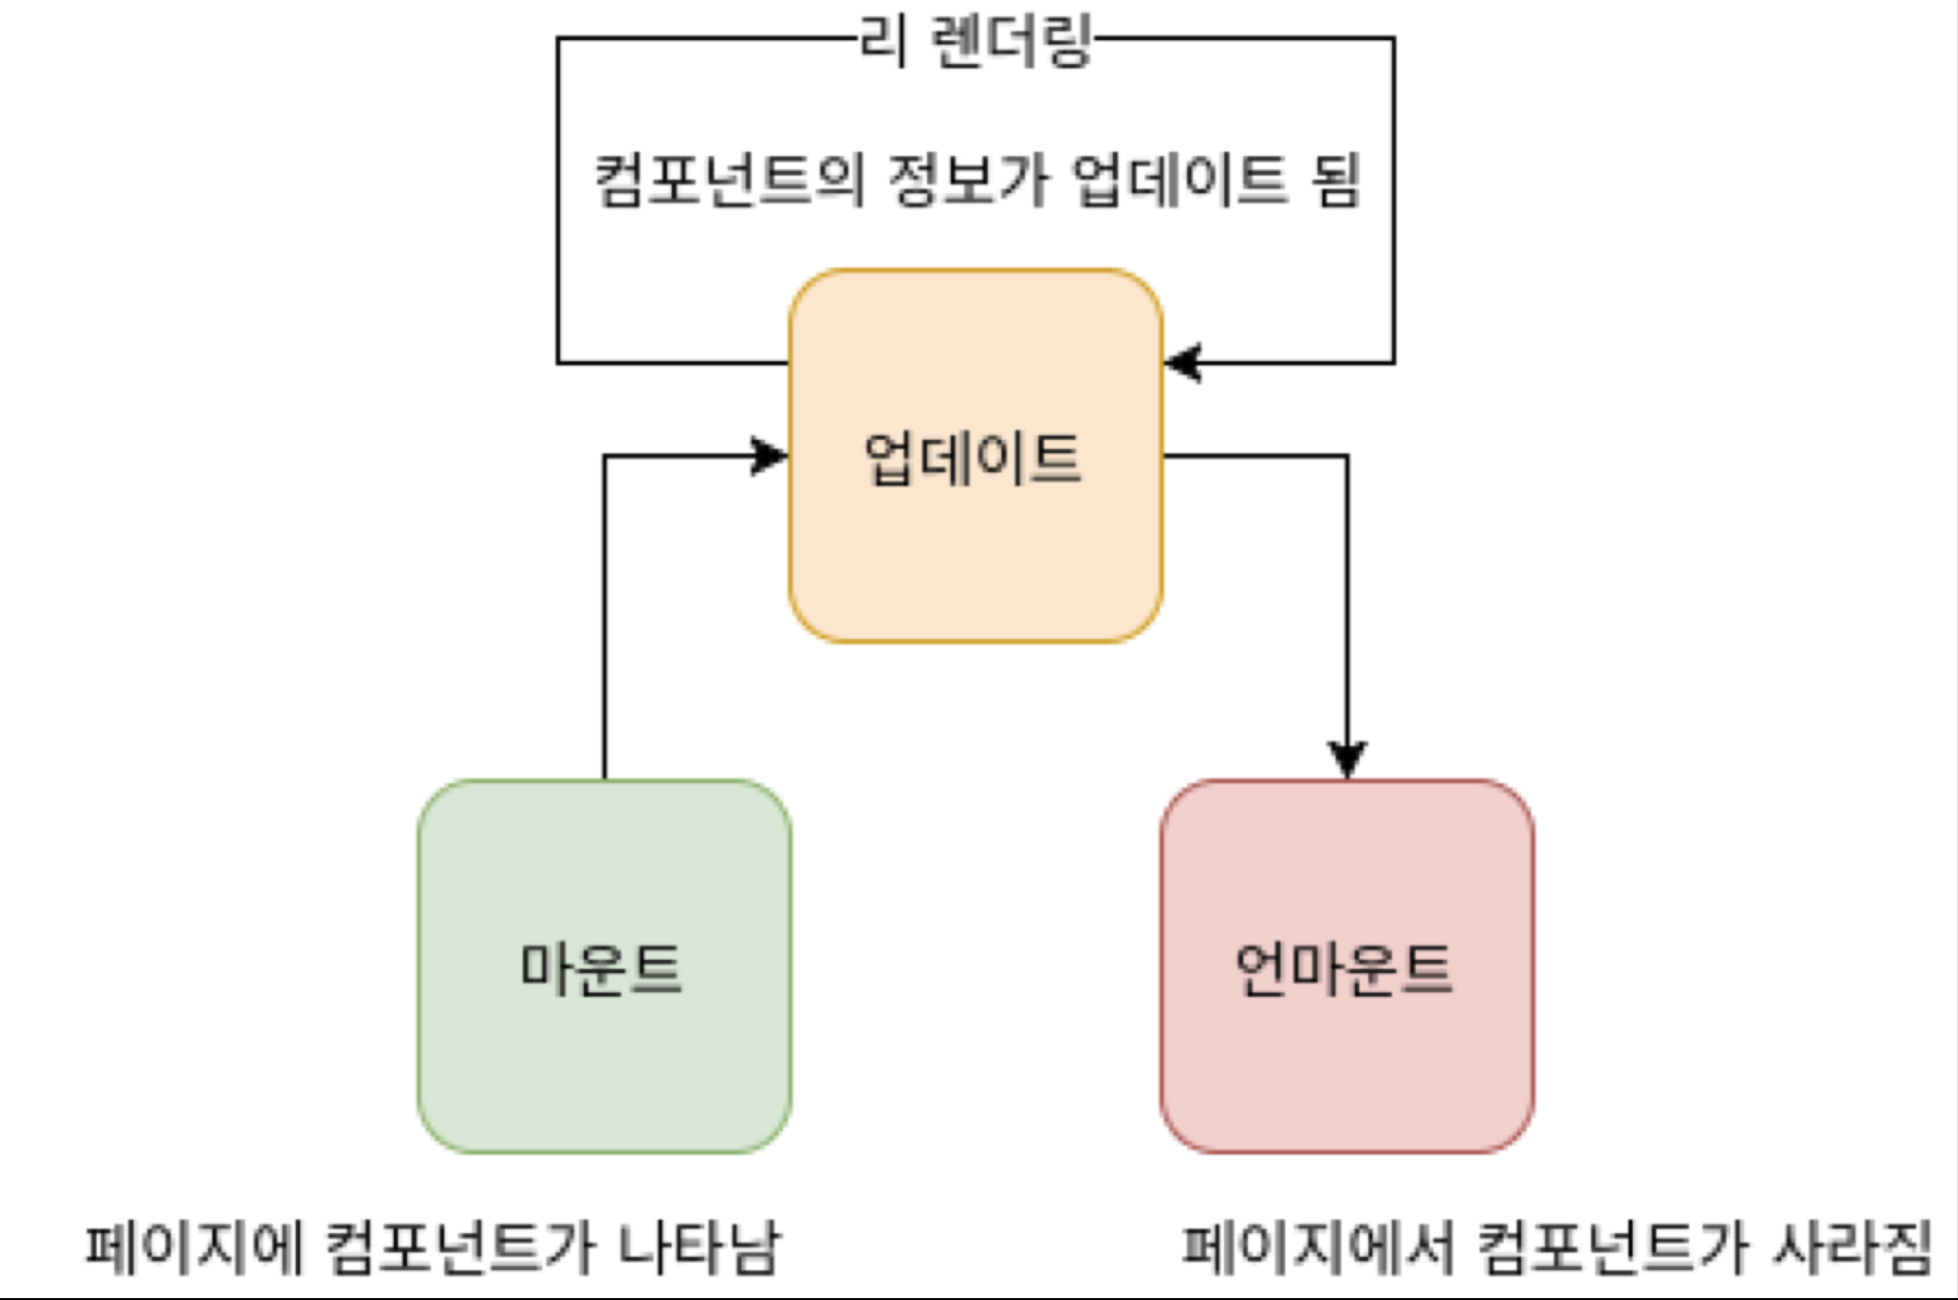 리 렌더링
컴포넌트의 정보가 업데이트 됨
업데이트
마운트
언마운트
페이지에 컴포넌트가 나타남
페이지에서 컴포넌트가 사라짐